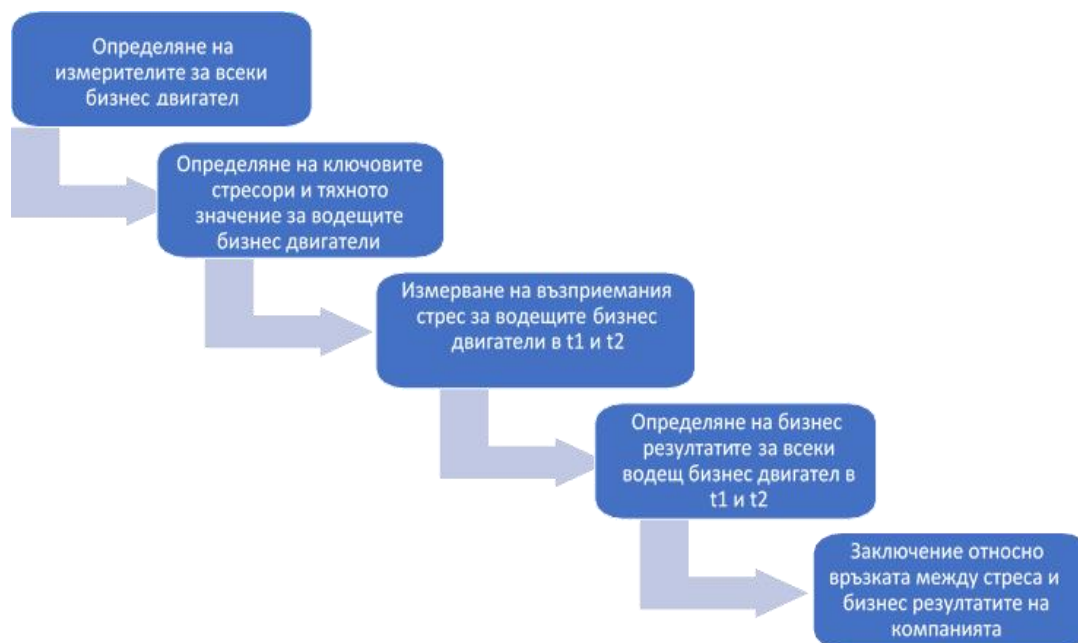 Определяне на
измерителите за всеки
бизнес двигател
Определяне на ключовите
стресори и тяхното
значение за водещите
бизнес двигатели
Измерване на възприемания
стрес за водещите бизнес
двигатели в t1 и t2
Определяне на бизнес
резултатите за всеки
водещ бизнес двигател в
t1 и t2
Заключение относно
връзката между стреса и
бизнес резултатите на
компанията